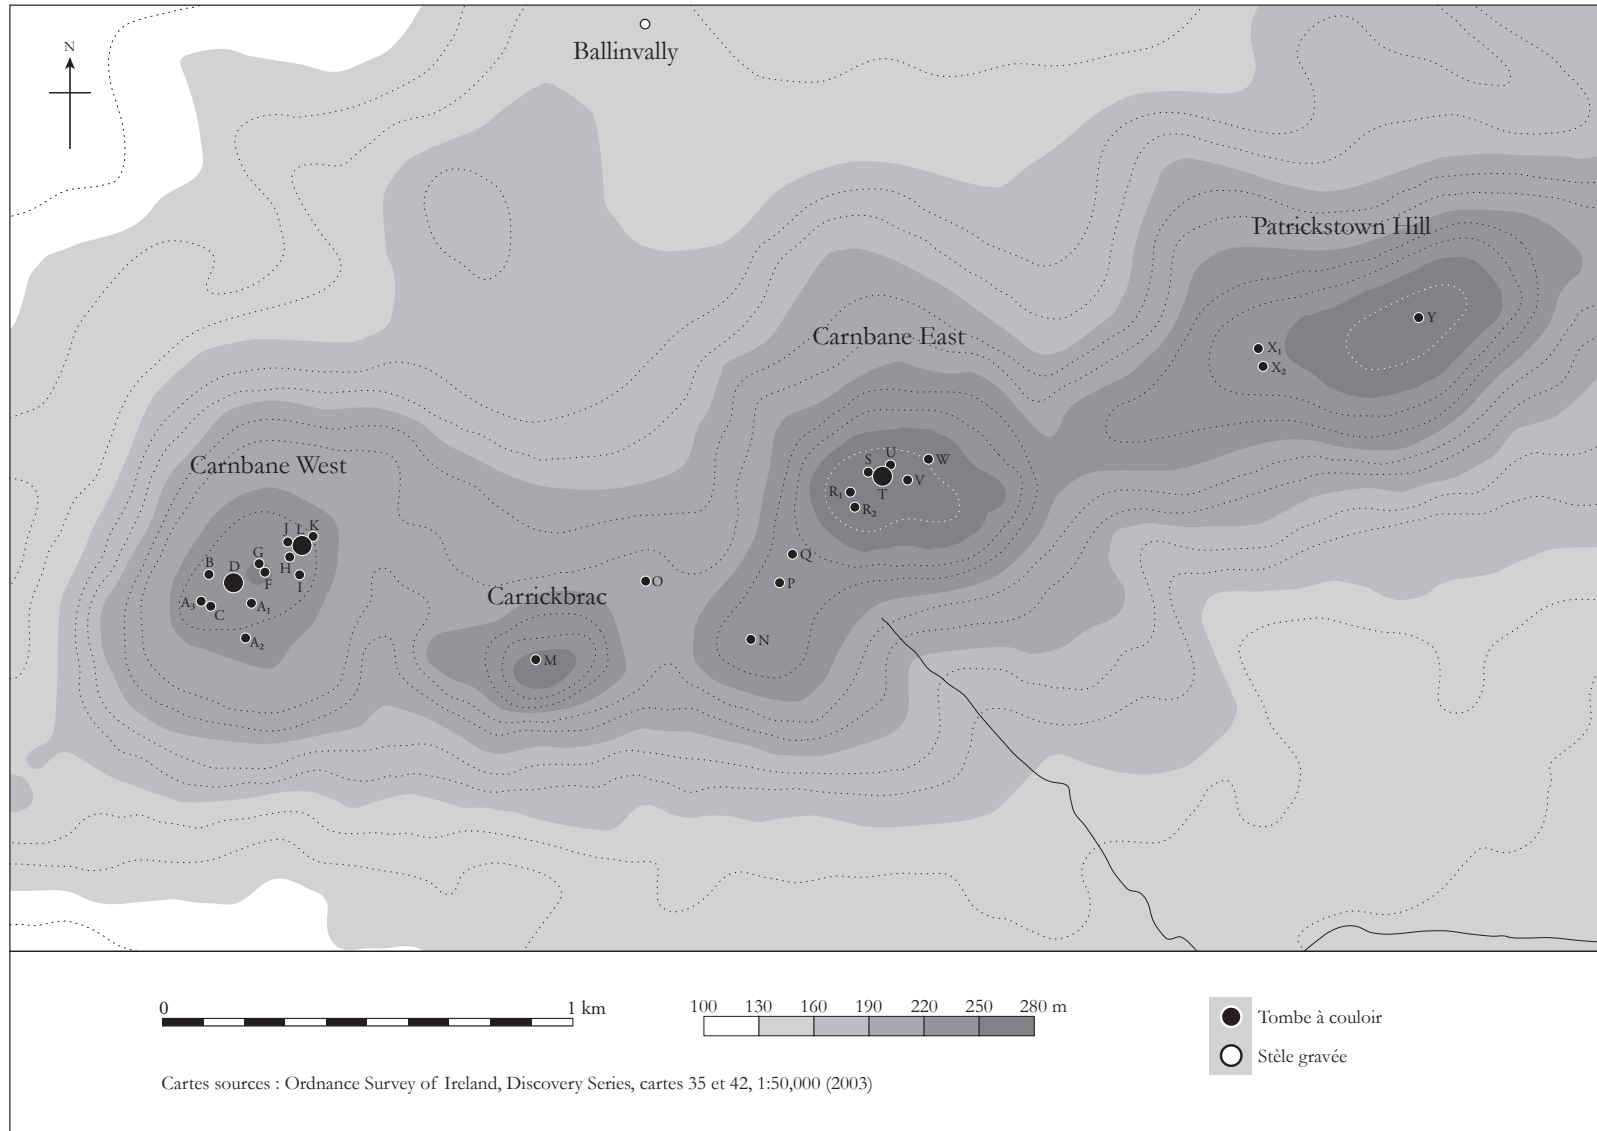 Ballinvally
N
Patrickstown Hill
Y
X₁
X₂
Carnbane East
S
U
W
T
V
R₁
R₂
Q
P
N
O
Carnbane West
J
L
K
G
H
B
D
F
I
A₃
C
A₁
A₂
Carrickbrac
M
0
1 km
100
130
160
190
220
250
280 m
Tombe à couloir
Stèle gravée
Cartes sources : Ordnance Survey of Ireland, Discovery Series, cartes 35 et 42, 1:50,000 (2003)